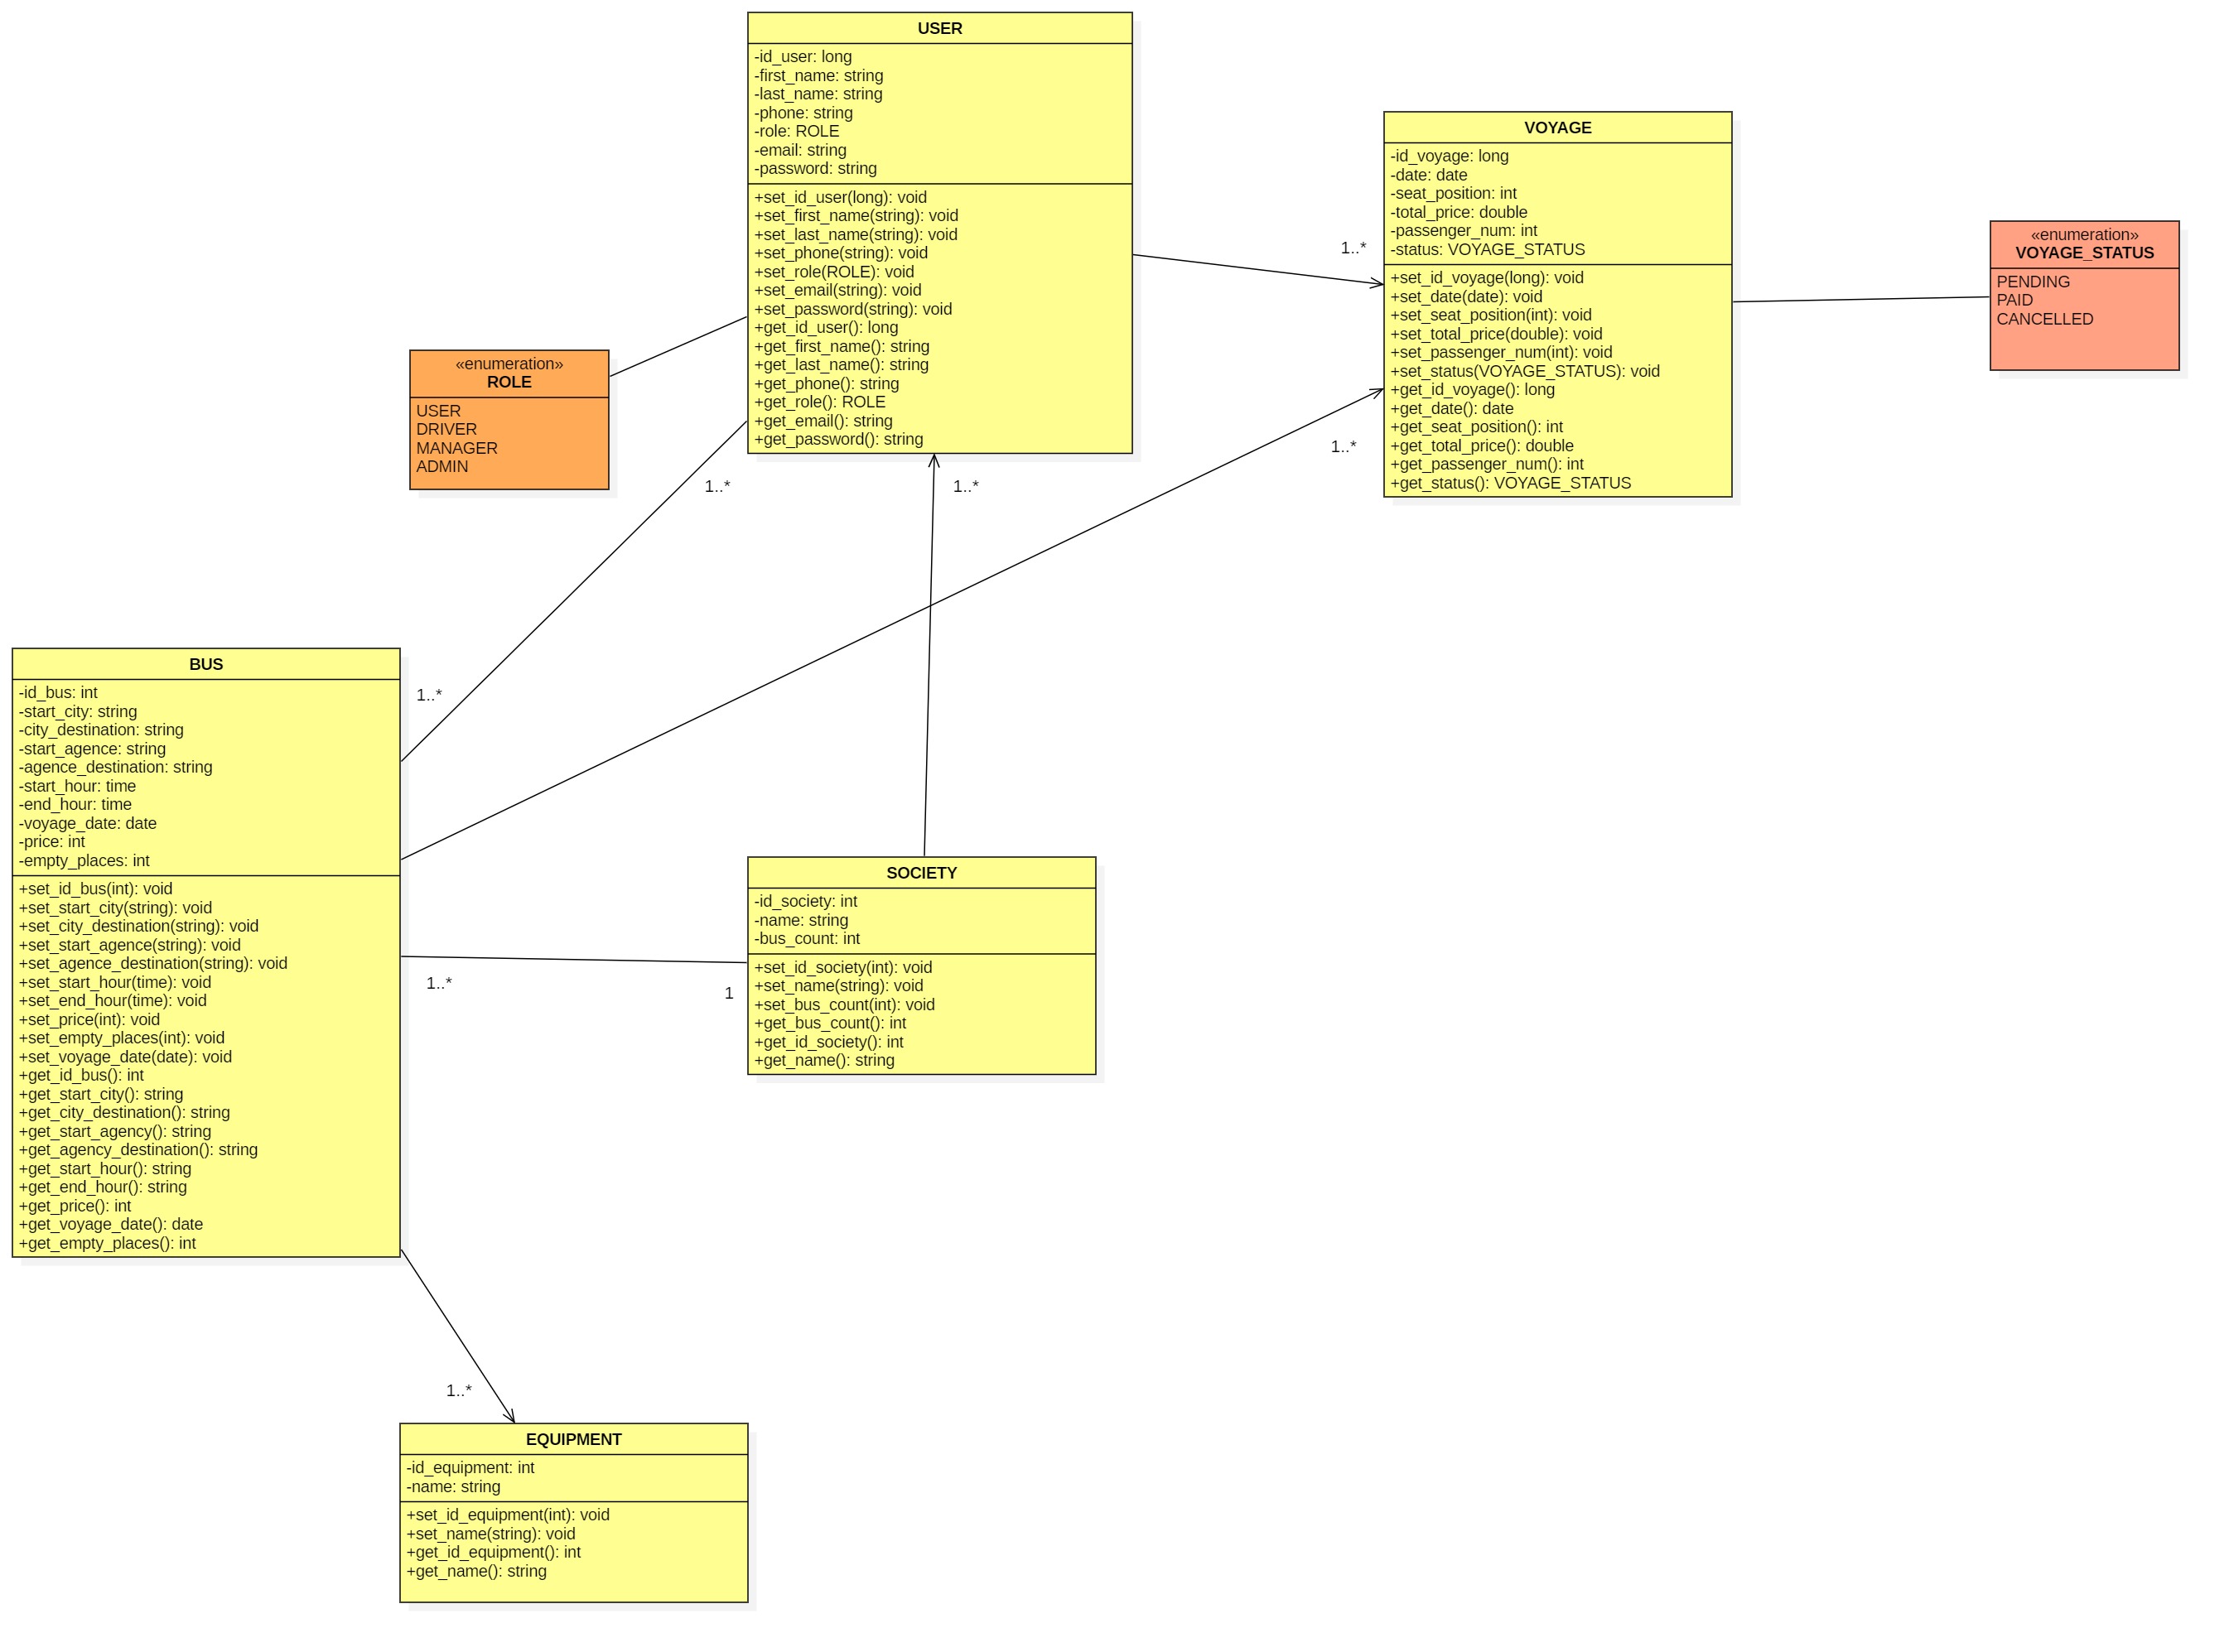 USER
-id_user: long
-first_name: string
-last_name: string
-phone: string
-role: ROLE
-email: string
-password: string
+set_id_user(long): void
+set_first_name(string): void
+set_last_name(string): void
+set_phone(string): void
+set_role(ROLE): void
+set_email(string): void
+set_password(string): void
+get_id_user(): long
+get_first_name(): string
+get_last_name(): string
+get_phone(): string
+get_role(): ROLE
+get_email(): string
+get_password(): string
VOYAGE
-id_voyage: long
-date: date
-seat_position: int
-total_price: double
-passenger_num: int
-status: VOYAGE_STATUS
+set_id_voyage(long): void
+set_date(date): void
+set_seat_position(int): void
+set_total_price(double): void
+set_passenger_num(int): void
+set_status(VOYAGE_STATUS): void
+get_id_voyage(): long
+get_date(): date
+get_seat_position(): int
+get_total_price(): double
+get_passenger_num(): int
+get_status(): VOYAGE_STATUS
«enumeration»
VOYAGE_STATUS
PENDING
PAID
CANCELLED
1..*
1..*
«enumeration»
ROLE
USER
DRIVER
MANAGER
ADMIN
1..*
1..*
1..*
BUS
-id_bus: int
-start_city: string
-city_destination: string
-start_agence: string
-agence_destination: string
-start_hour: time
-end_hour: time
-voyage_date: date
-price: int
-empty_places: int
+set_id_bus(int): void
+set_start_city(string): void
+set_city_destination(string): void
+set_start_agence(string): void
+set_agence_destination(string): void
+set_start_hour(time): void
+set_end_hour(time): void
+set_price(int): void
+set_empty_places(int): void
+set_voyage_date(date): void
+get_id_bus(): int
+get_start_city(): string
+get_city_destination(): string
+get_start_agency(): string
+get_agency_destination(): string
+get_start_hour(): string
+get_end_hour(): string
+get_price(): int
+get_voyage_date(): date
+get_empty_places(): int
1..*
1
SOCIETY
-id_society: int
-name: string
-bus_count: int
+set_id_society(int): void
+set_name(string): void
+set_bus_count(int): void
+get_bus_count(): int
+get_id_society(): int
+get_name(): string
1..*
EQUIPMENT
-id_equipment: int
-name: string
+set_id_equipment(int): void
+set_name(string): void
+get_id_equipment(): int
+get_name(): string